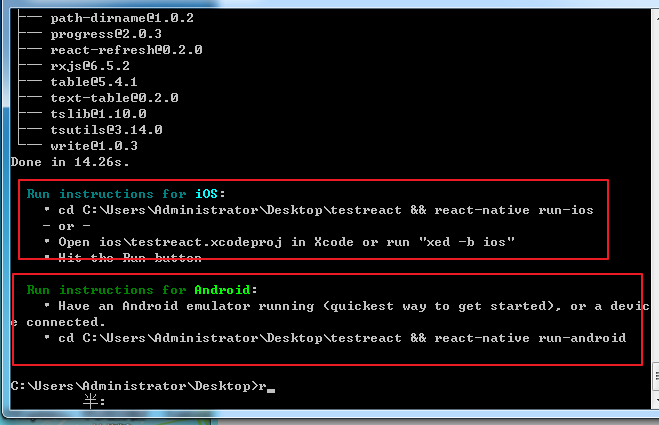 ├── path-dirname@1.0.2
├── progress@2.0.3
├── react-refresh@0.2.0
├── rxjs@6.5.2
├── table@5.4.1
├── text-table@0.2.0
├── tslib@1.10.0
├── tsutils@3.14.0
└── write@1.0.3
Done in 14.26s.
Run instructions for iOS:
• cd C:\Users\Administrator\Desktop\testreact && react-native run-ios
- or -
• Open ios\testreact.xcodeproj in Xcode or run "xed -b ios"
• Hit the Run button
Run instructions for Android:
• Have an Android emulator running (quickest way to get started), or a devic
e connected.
• cd C:\Users\Administrator\Desktop\testreact && react-native run-android
C:\Users\Administrator\Desktop>r_
半: